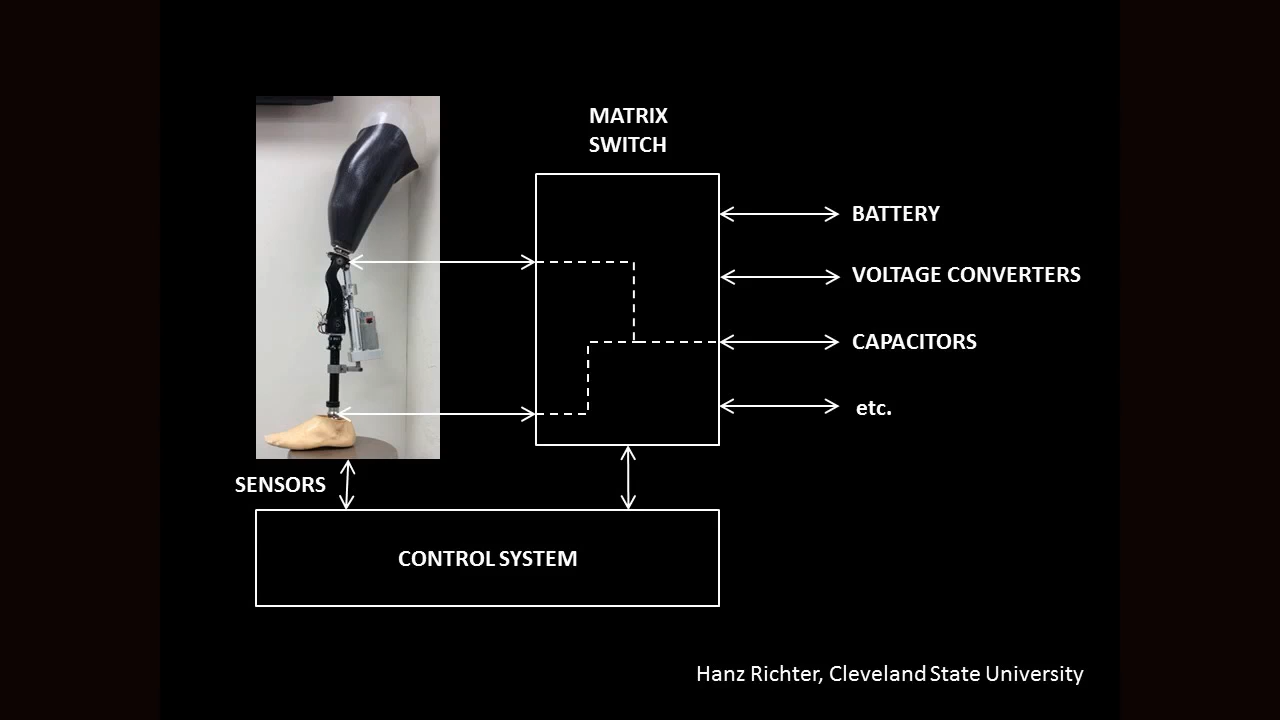 MATRIX
SWITCH
BATTERY
VOLTAGE CONVERTERS
CAPACITORS
etc.
SENSORS
CONTROL SYSTEM
Hanz Richter, Cleveland State University